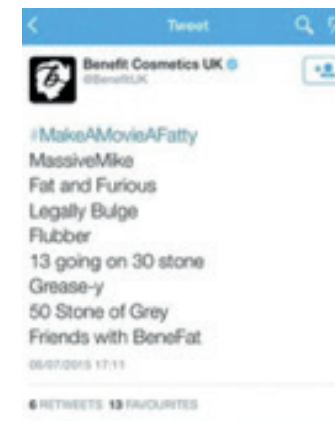 Tweet
Benefit Cosmetics UK
@BenefitUK
#MakeAMovieAFatty
MassiveMike
Fat and Furious
Legally Bulge
Flubber
13 going on 30 stone
Grease-y
50 Stone of Grey
Friends with BeneFat
06/07/2015 17:11
6 RETWEETS 13 FAVOURITES